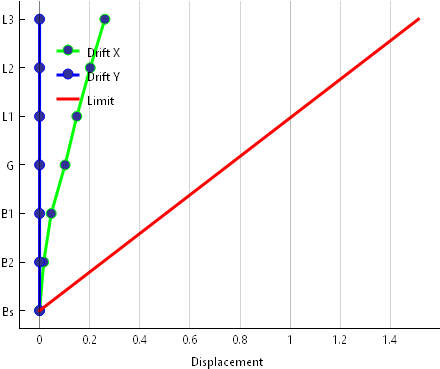 L3
Drift X
L2
Drift Y
Limit
L1
G
B1
B2
Bs
0 0.2 0.4 0.6 0.8 1 1.2 1.4
Displacement